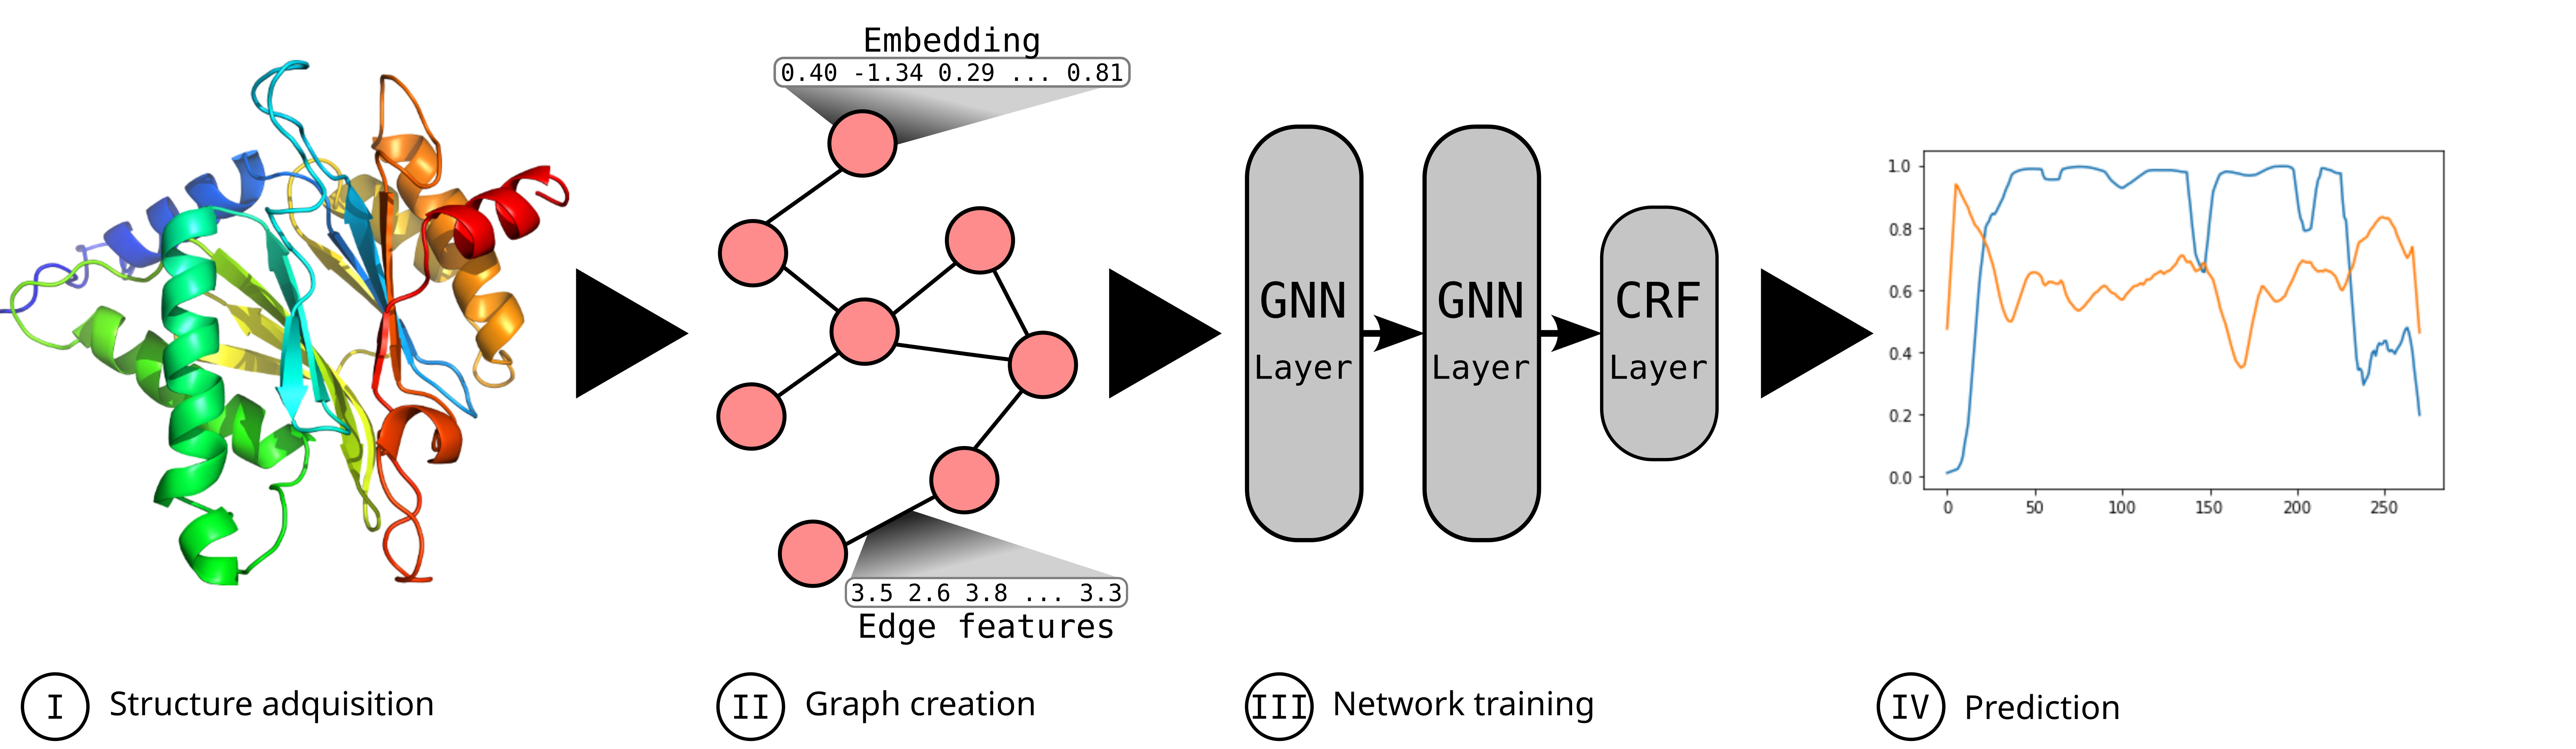 Embedding
0.40 -1.34 0.29 ... 0.81
3.5 2.6 3.8 ... 3.3
Edge features
GNN
Layer
GNN
Layer
CRF
Layer
1.0
0.8
0.6
0.4
0.2
0.0
0 50 100 150 200 250
I Structure adquisition
II Graph creation
III Network training
IV Prediction